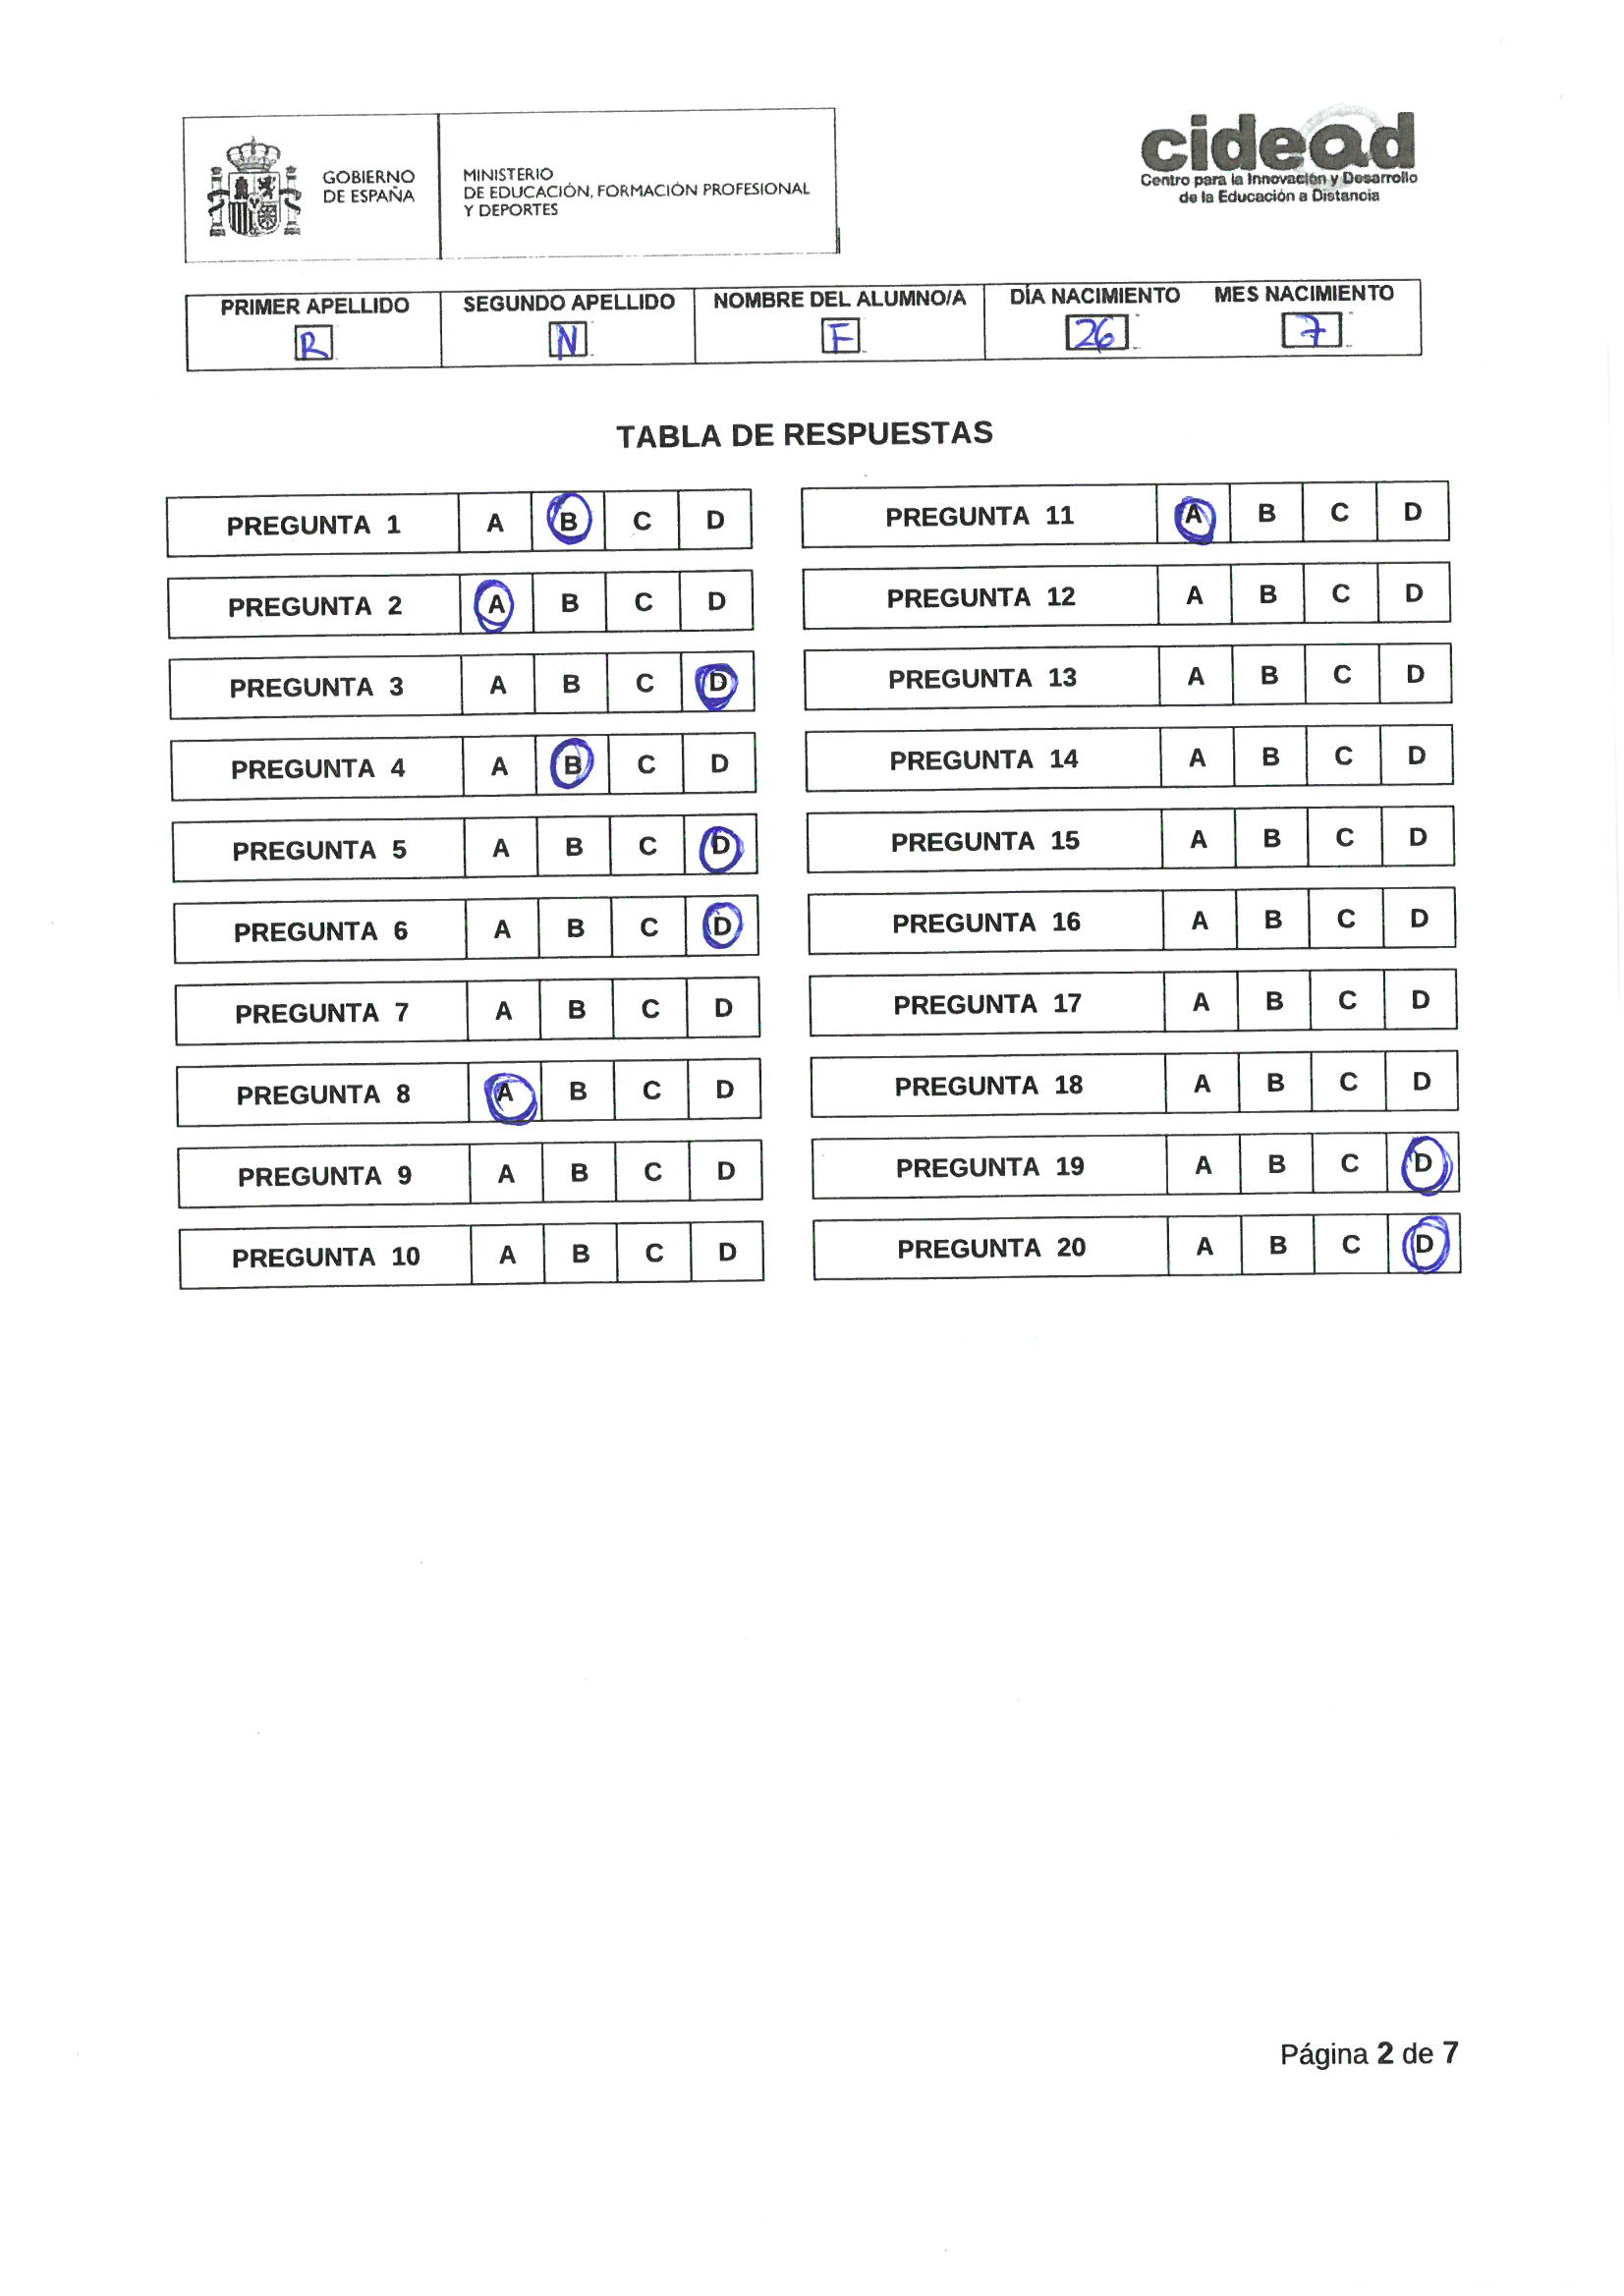 GOBIERNO
DE ESPAÑA
MINISTERIO
DE EDUCACIÓN, FORMACIÓN PROFESIONAL
Y DEPORTES
cidead
Centro para la Innovación y Desarrollo
de la Educación a Distancia
PRIMER APELLIDO SEGUNDO APELLIDO NOMBRE DEL ALUMNO/A DÍA NACIMIENTO MES NACIMIENTO
R N F 26 7
TABLA DE RESPUESTAS
PREGUNTA 1 A B C D
PREGUNTA 2 A B C D
PREGUNTA 3 A B C D
PREGUNTA 4 A B C D
PREGUNTA 5 A B C D
PREGUNTA 6 A B C D
PREGUNTA 7 A B C D
PREGUNTA 8 A B C D
PREGUNTA 9 A B C D
PREGUNTA 10 A B C D
PREGUNTA 11 A B C D
PREGUNTA 12 A B C D
PREGUNTA 13 A B C D
PREGUNTA 14 A B C D
PREGUNTA 15 A B C D
PREGUNTA 16 A B C D
PREGUNTA 17 A B C D
PREGUNTA 18 A B C D
PREGUNTA 19 A B C D
PREGUNTA 20 A B C D
Página 2 de 7